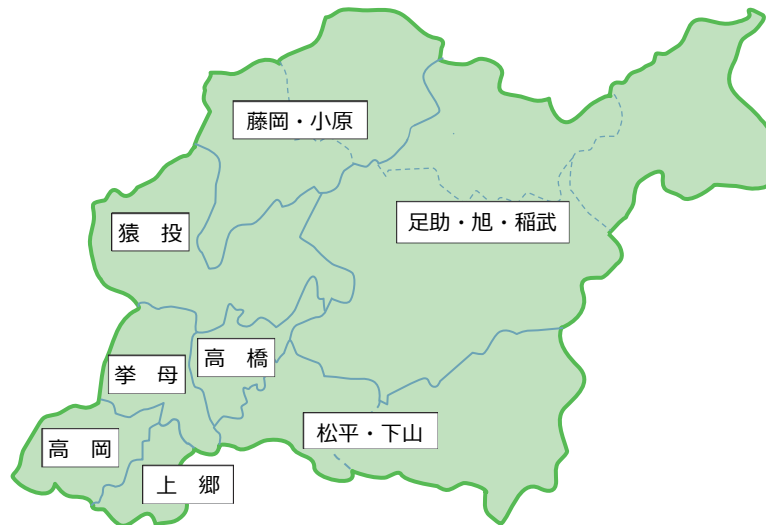 藤岡・小原
足助・旭・稲武
猿　投
高　橋
挙　母
松平・下山
高　岡
上　郷